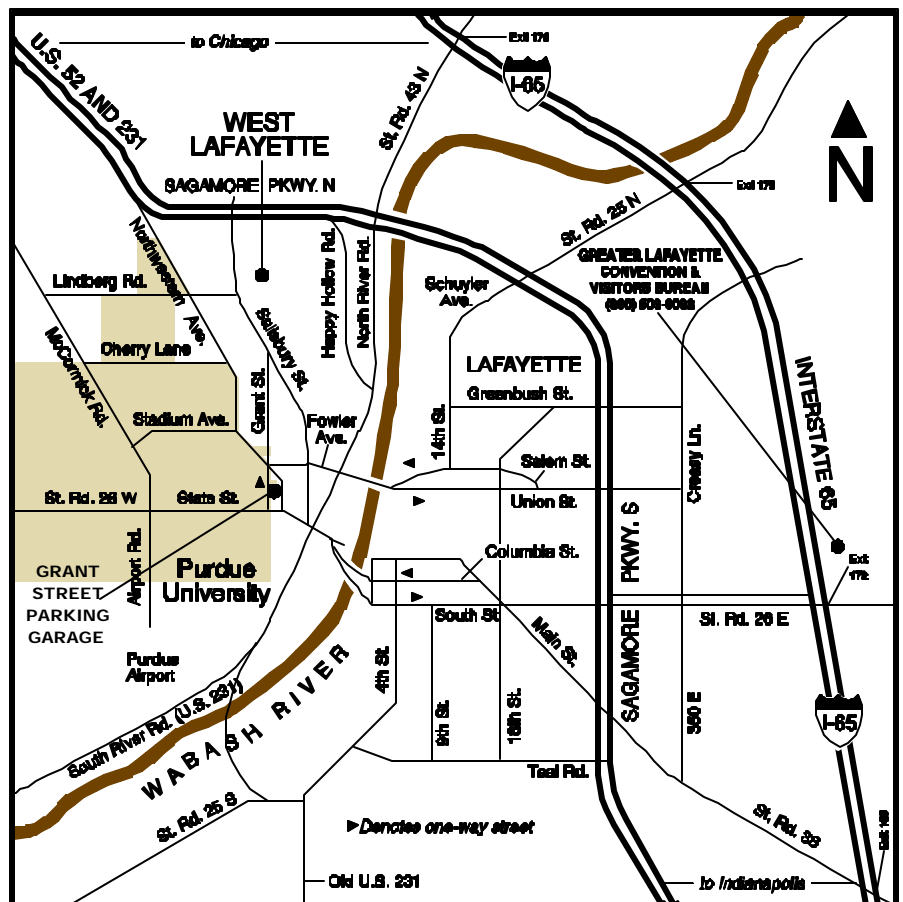 to Chicago
U.S. 52 AND 231
St. Rd. 43 N
I-65
WEST
LAFAYETTE
N
SAGAMORE PKWY. N
St. Rd. 25 N
Northwestern Ave.
Happy Hollow Rd.
North River Rd.
GREATER LAFAYETTE
CONVENTION &
VISITORS BUREAU
Lindberg Rd.
Schuyler
Ave.
Salisbury St.
McCormick Rd.
Cherry Lane
LAFAYETTE
INTERSTATE 65
Grant St.
Greenbush St.
Stadium Ave.
Fowler
Ave.
14th St.
Creasy Ln.
Salem St.
St. Rd. 26 W
State St.
Union St.
PKWY. S
Airport Rd.
Columbia St.
Exit
172
GRANT
STREET
PARKING
GARAGE
Purdue
University
South St.
SAGAMORE
St. Rd. 26 E
Main St.
Purdue
Airport
4th St.
WABASH RIVER
South River Rd. (U.S. 231)
9th St.
18th St.
350 E
I-65
Teal Rd.
St. Rd. 25 S
Denotes one-way street
St. Rd. 38
Old U.S. 231
to Indianapolis